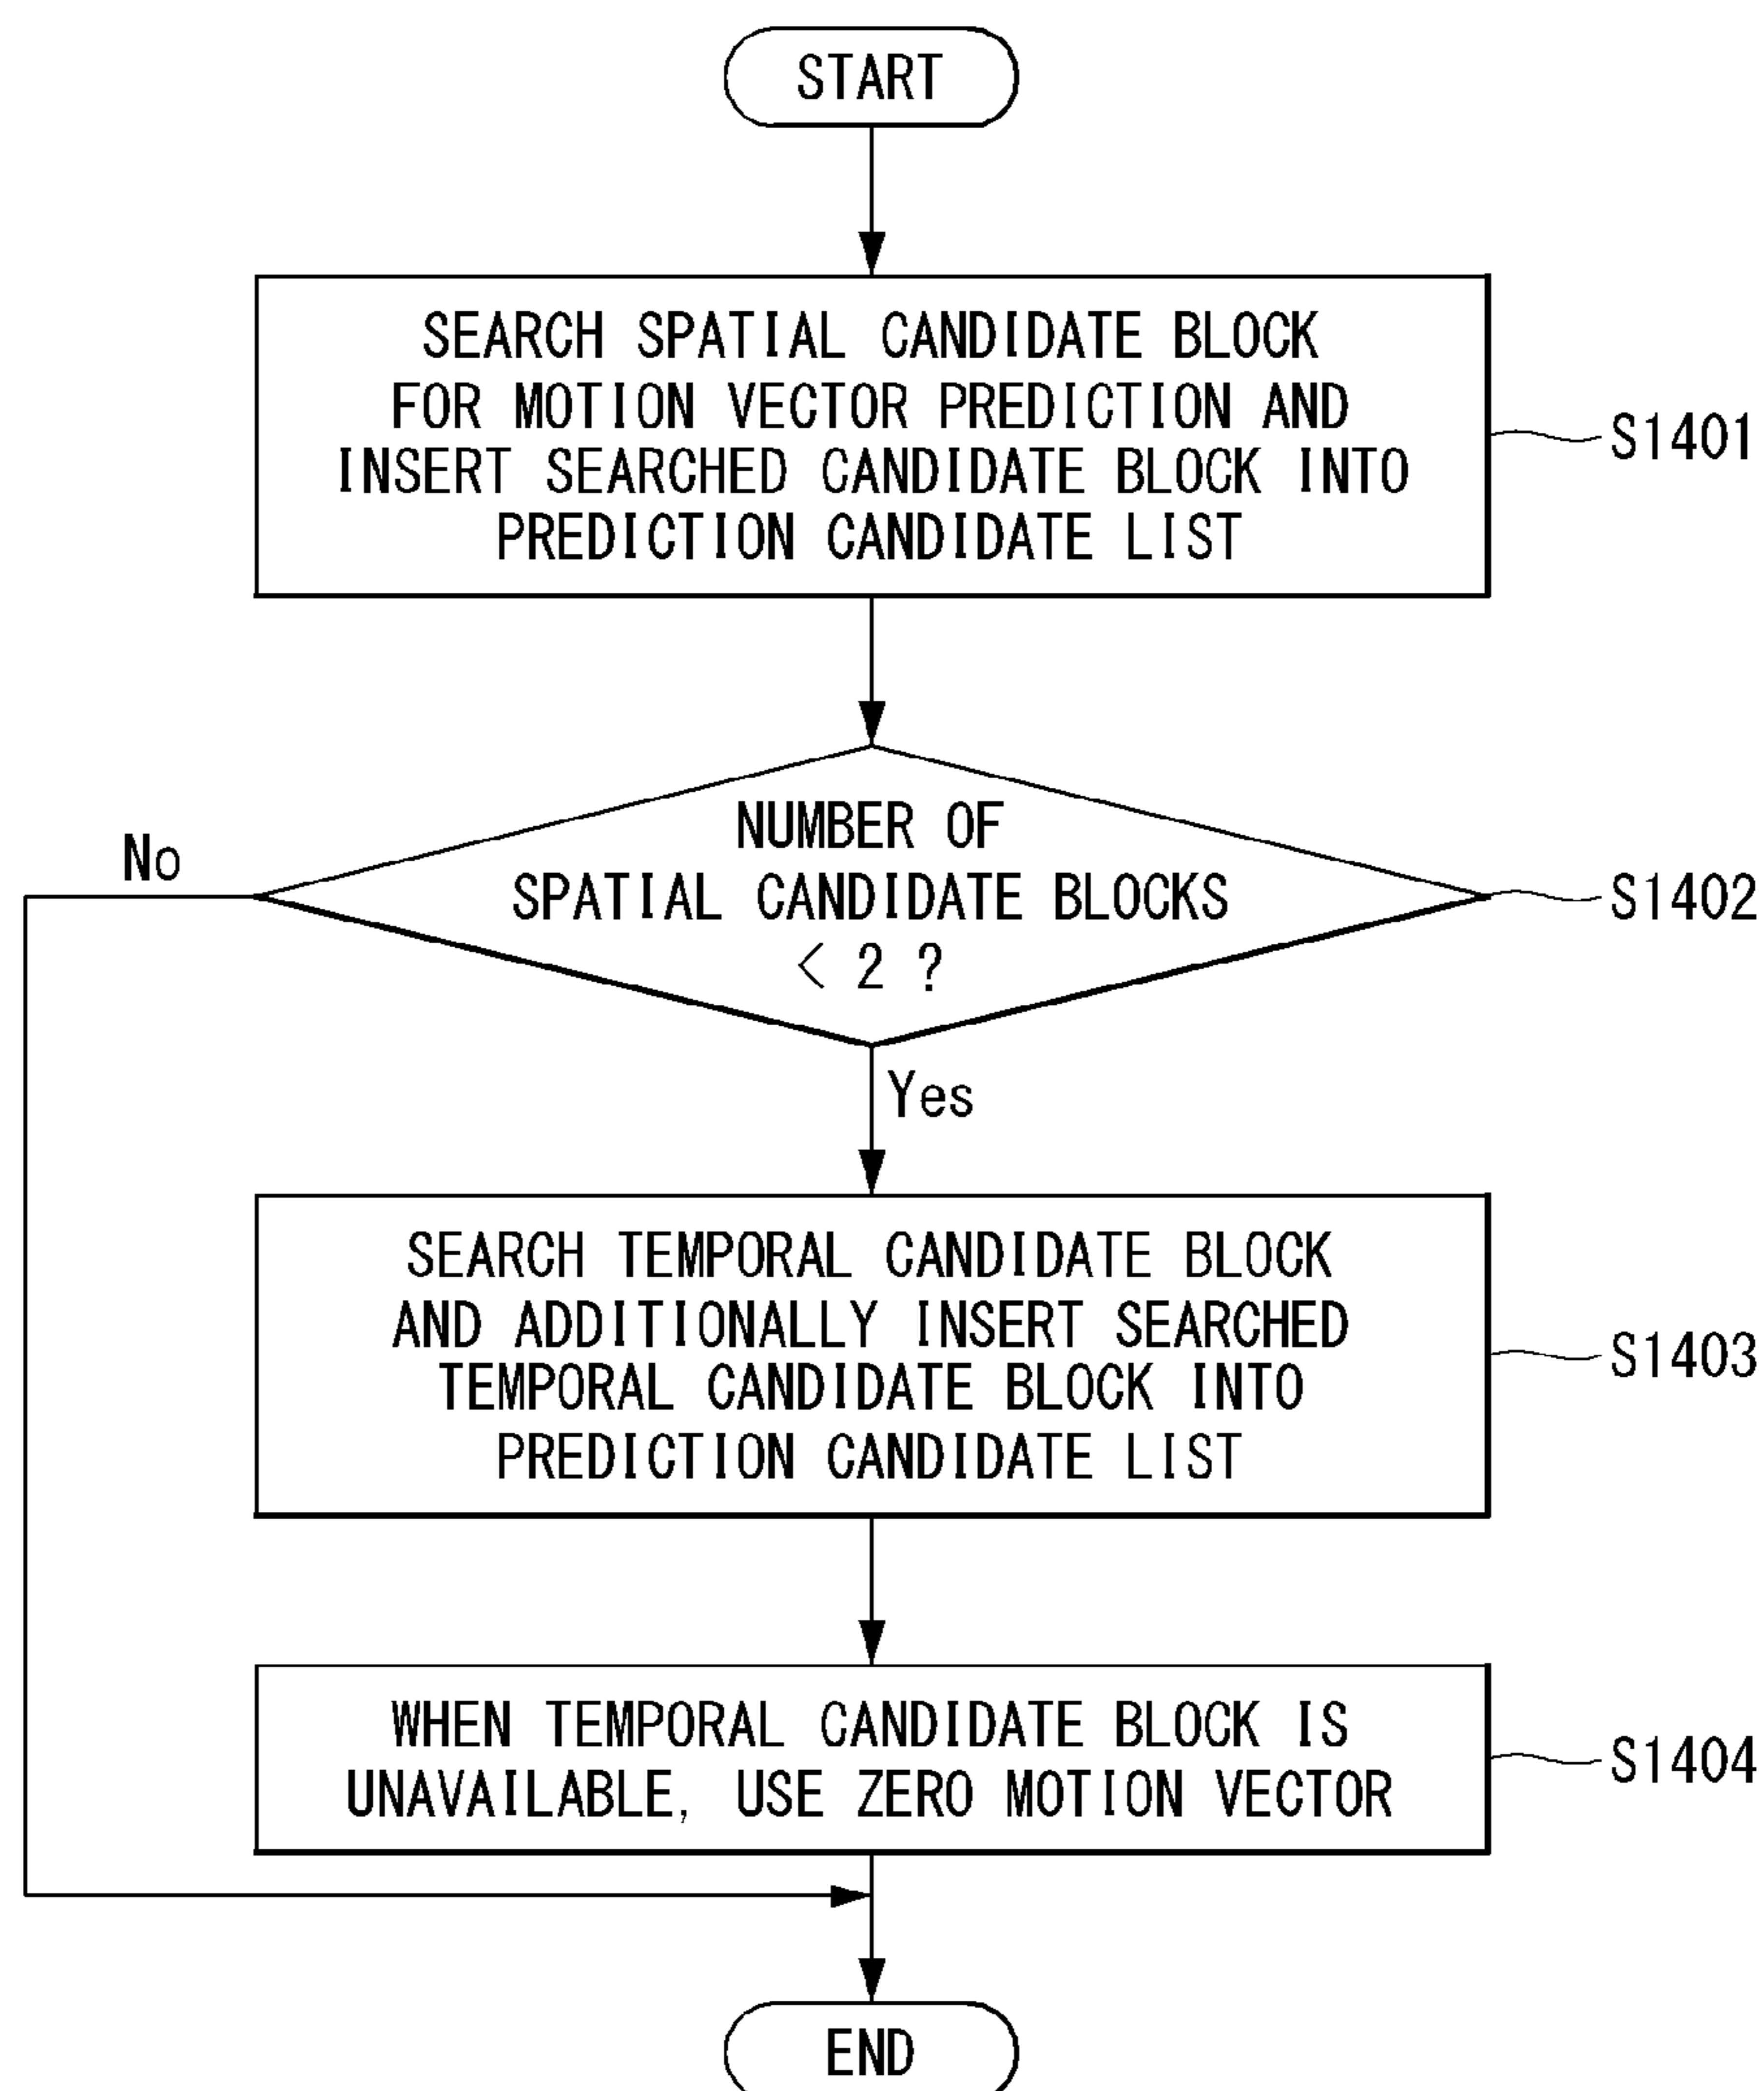 START
SEARCH SPATIAL CANDIDATE BLOCK
FOR MOTION VECTOR PREDICTION AND
INSERT SEARCHED CANDIDATE BLOCK INTO
PREDICTION CANDIDATE LIST
S1401
NUMBER OF
SPATIAL CANDIDATE BLOCKS
< 2 ?
S1402
No
Yes
SEARCH TEMPORAL CANDIDATE BLOCK
AND ADDITIONALLY INSERT SEARCHED
TEMPORAL CANDIDATE BLOCK INTO
PREDICTION CANDIDATE LIST
S1403
WHEN TEMPORAL CANDIDATE BLOCK IS
UNAVAILABLE, USE ZERO MOTION VECTOR
S1404
END